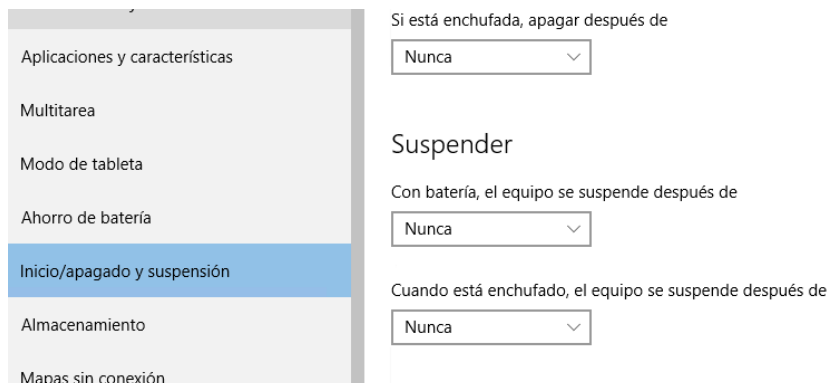 Aplicaciones y características
Multitarea
Modo de tableta
Ahorro de batería
Inicio/apagado y suspensión
Almacenamiento
Mapas sin conexión
Si está enchufada, apagar después de
Nunca
Suspender
Con batería, el equipo se suspende después de
Nunca
Cuando está enchufado, el equipo se suspende después de
Nunca